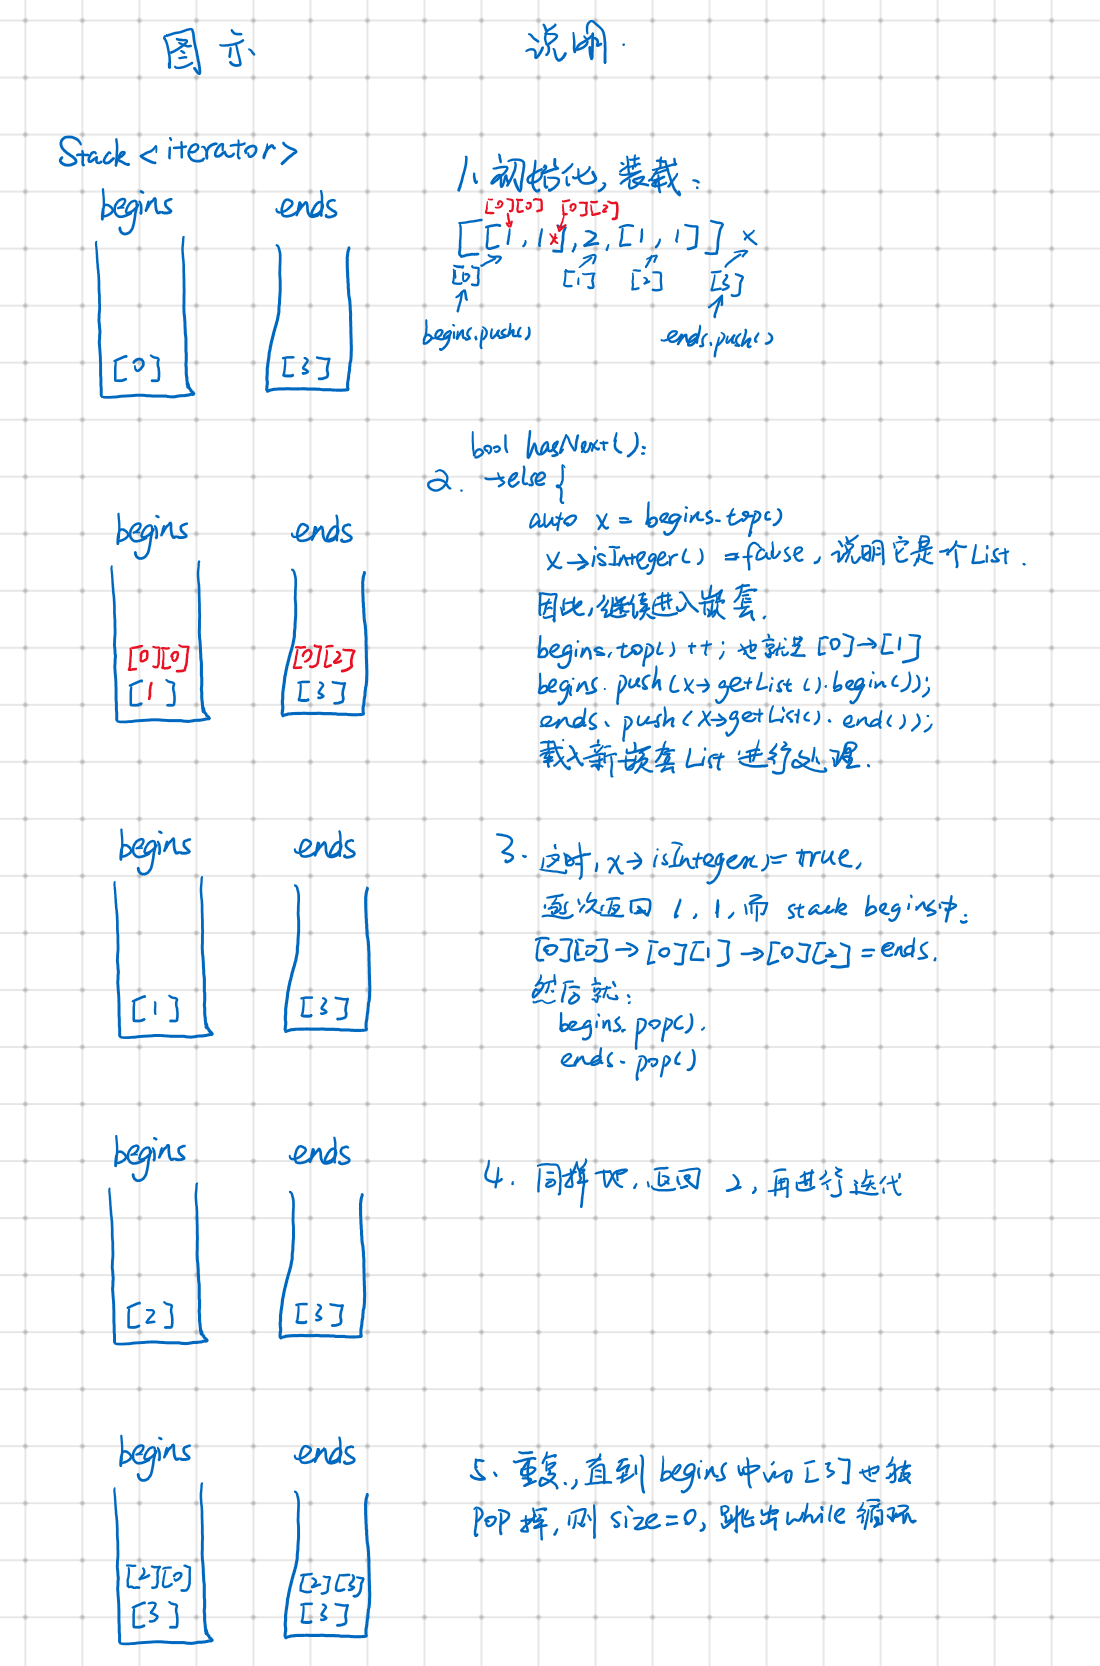 图示
说明.
Stack <iterator>
begins
ends
[0]
[3]
1. 初始化, 装载:
[0][0] [0][2]
[[1, 1x], 2, [1, 1]] x
[0] [1] [2] [3]
begins.push()
ends.push()
begins
ends
[0][0]
[1]
[0][2]
[3]
bool hasNext():
2. →else {
auto x = begins.top()
x→isInteger() = false, 说明它是个List.
因此, 继续进入嵌套.
begins.top()++; 也就是 [0]→[1]
begins.push(x→getList().begin());
ends.push(x→getList().end());
载入新嵌套List 进行处理.
begins
ends
[1]
[3]
3. 这时, x→isInteger()= true,
逐次返回 1, 1, 而 stack begins中:
[0][0]→[0][1]→[0][2] = ends.
然后就:
begins.pop().
ends.pop()
begins
ends
[2]
[3]
4. 同样地, 返回 2, 再进行迭代
begins
ends
[2][0]
[3]
[2][3]
[3]
5. 重复, 直到 begins 中的 [3] 也被
pop 掉, 则 size=0, 跳出while 循环